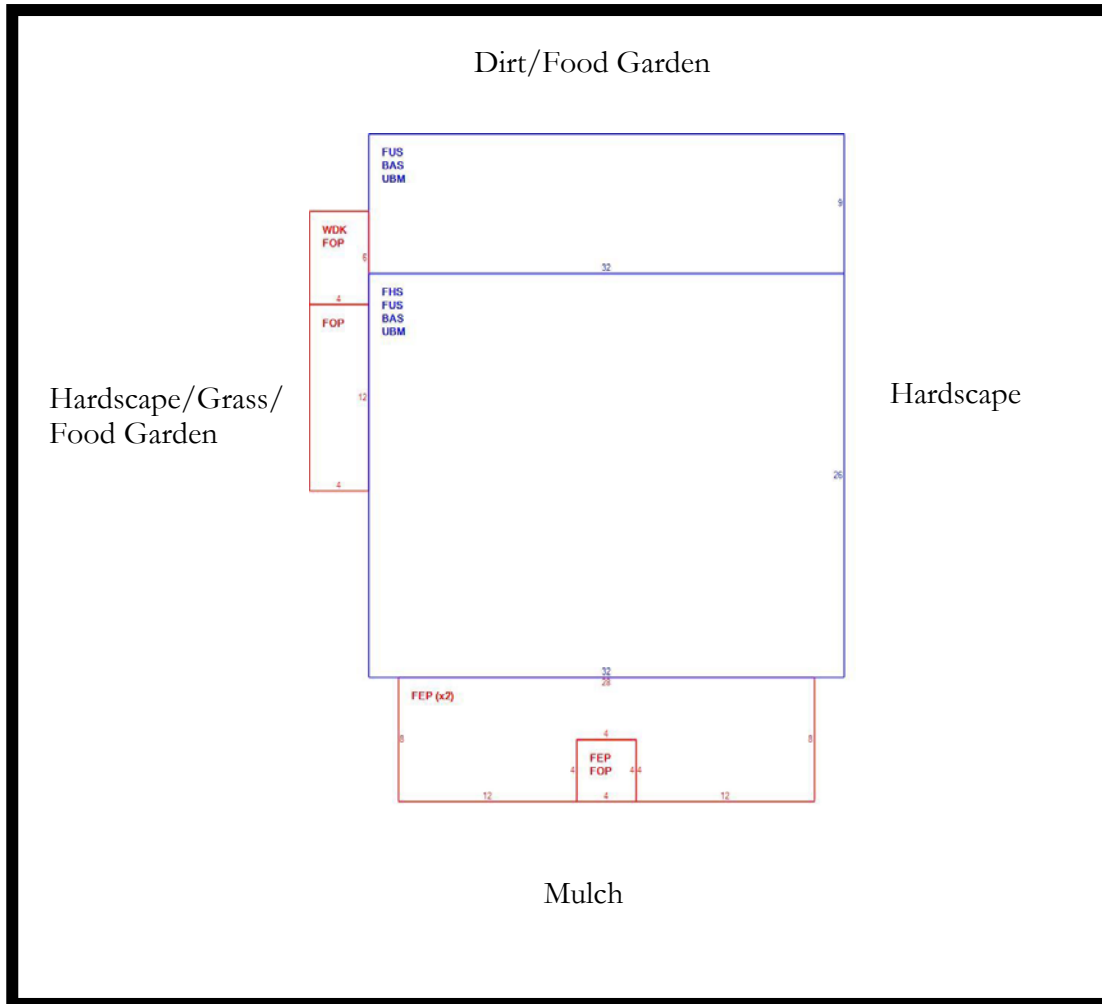 Dirt/Food Garden
FUS
BAS
UBM
9
WDK
FOP
6
32
4
FHS
FUS
BAS
UBM
FOP
12
Hardscape/Grass/
Food Garden
Hardscape
26
4
32
28
FEP (x2)
4
8
8
FEP
FOP
4
4 4
12
4
12
Mulch